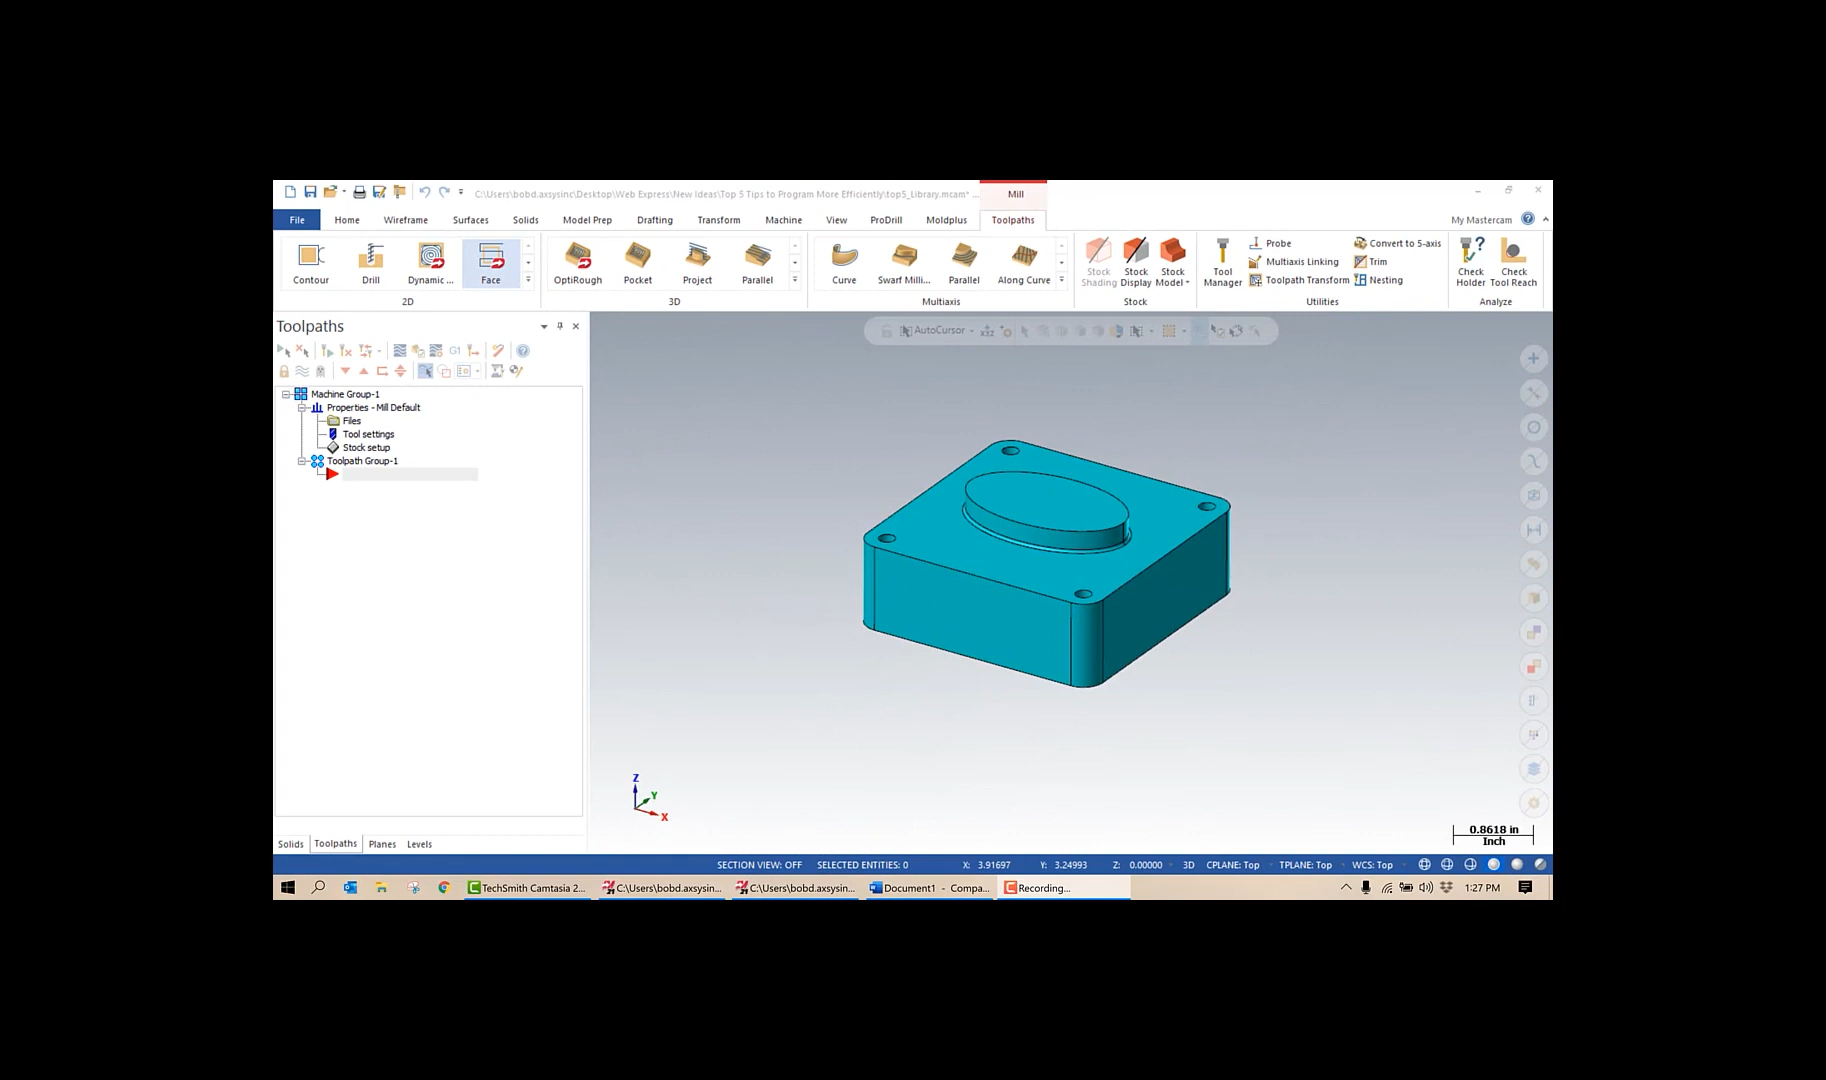 C:\Users\bobd.axsysinc\Desktop\Web Express\New Ideas\Top 5 Tips to Program More Efficiently\top5_Library.mcam* ...
Mill
File Home Wireframe Surfaces Solids Model Prep Drafting Transform Machine View ProDrill Moldplus Toolpaths My Mastercam
Contour Drill Dynamic ... Face
2D
OptiRough Pocket Project Parallel
3D
Curve Swarf Milli... Parallel Along Curve
Multiaxis
Stock Shading
Stock Display
Stock Model
Stock
Tool Manager
Probe
Multiaxis Linking
Toolpath Transform
Convert to 5-axis
Trim
Nesting
Utilities
Check Holder
Check Tool Reach
Analyze
Toolpaths
AutoCursor
G1
Machine Group-1
Properties - Mill Default
Files
Tool settings
Stock setup
Toolpath Group-1
Z
Y
X
0.8618 in
Inch
Solids Toolpaths Planes Levels
SECTION VIEW: OFF SELECTED ENTITIES: 0 X: 3.91697 Y: 3.24993 Z: 0.00000 3D CPLANE: Top TPLANE: Top WCS: Top
TechSmith Camtasia 2... C:\Users\bobd.axsysin... C:\Users\bobd.axsysin... Document1 - Compa... Recording... 1:27 PM